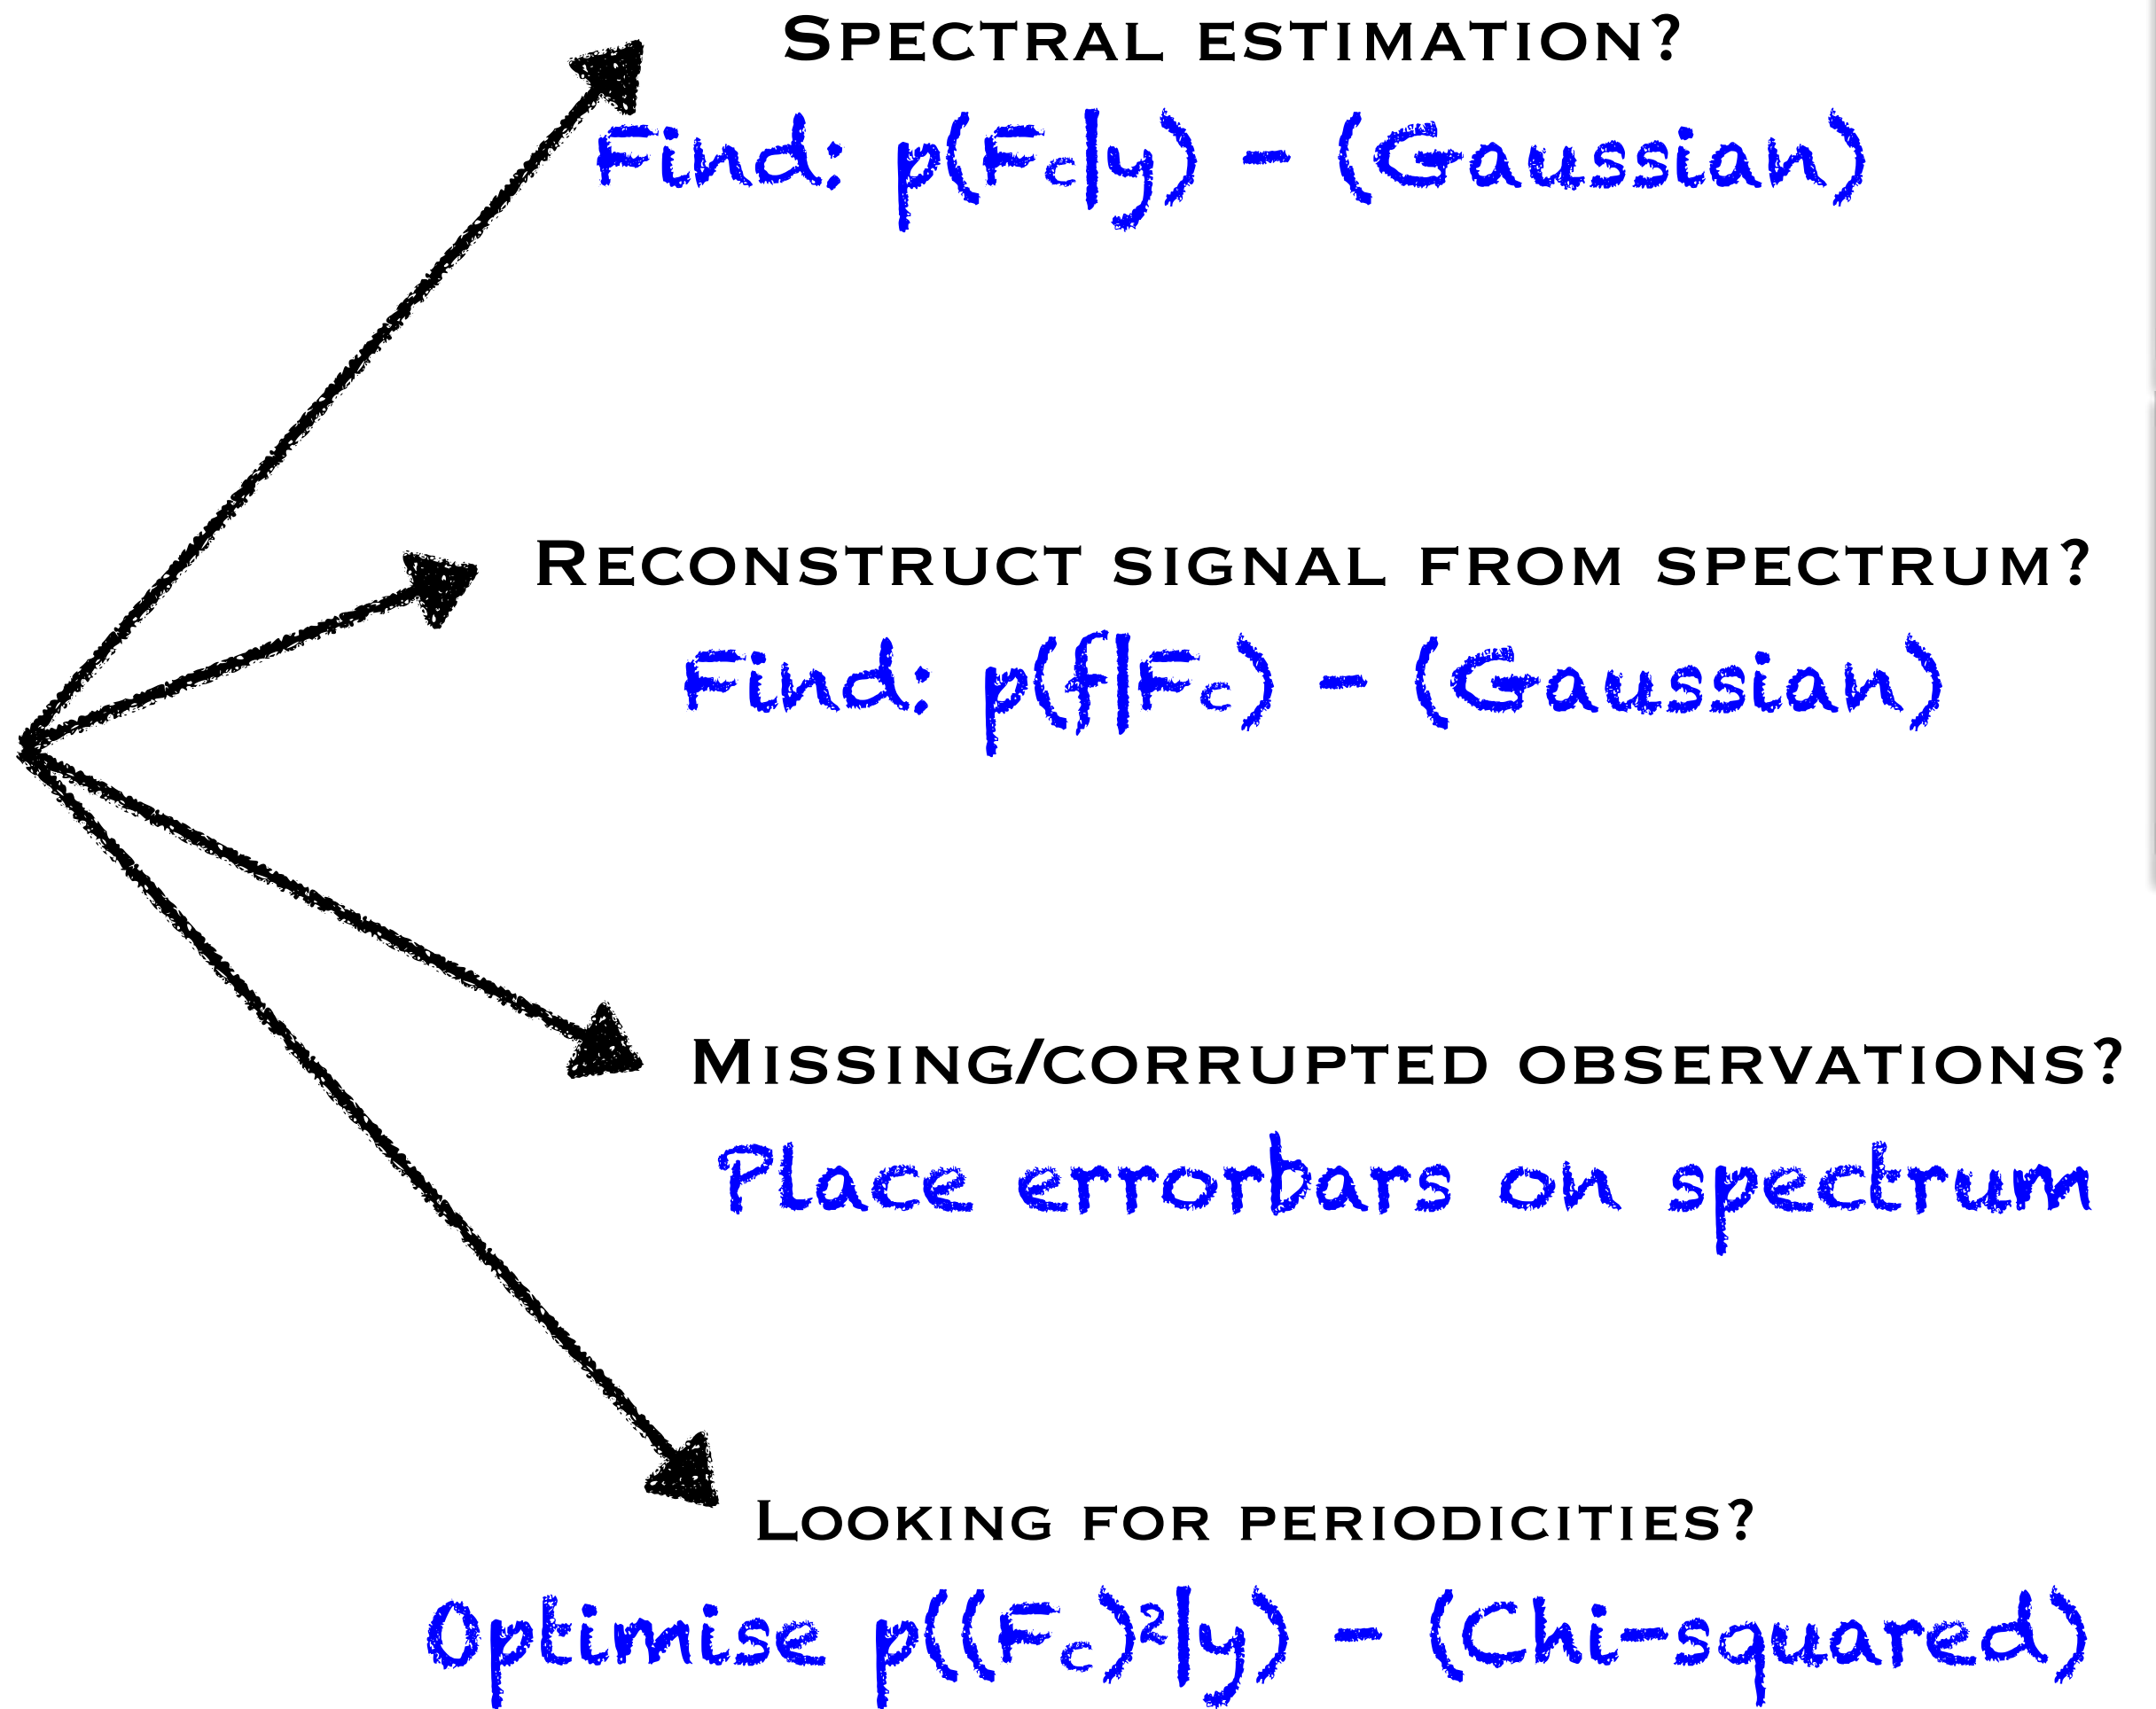 SPECTRAL ESTIMATION?
Find: p(Fc|y) - (Gaussian)
RECONSTRUCT SIGNAL FROM SPECTRUM?
Find: p(f|Fc) - (Gaussian)
MISSING/CORRUPTED OBSERVATIONS?
Place errorbars on spectrum
LOOKING FOR PERIODICITIES?
Optimise p((Fc)²|y) - (Chi-squared)